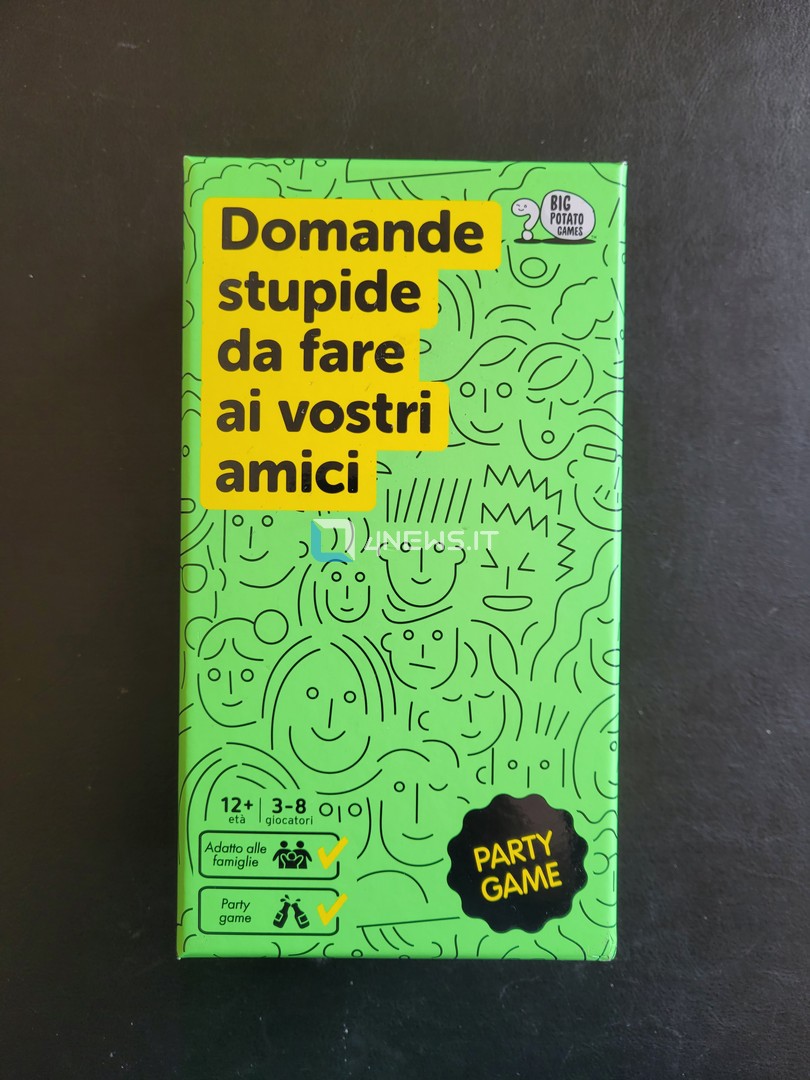 Domande
stupide
da fare
ai vostri
amici
BIG
POTATO
GAMES
4NEWS.IT
12+
età
3-8
giocatori
Adatto alle
famiglie
Party
game
PARTY
GAME